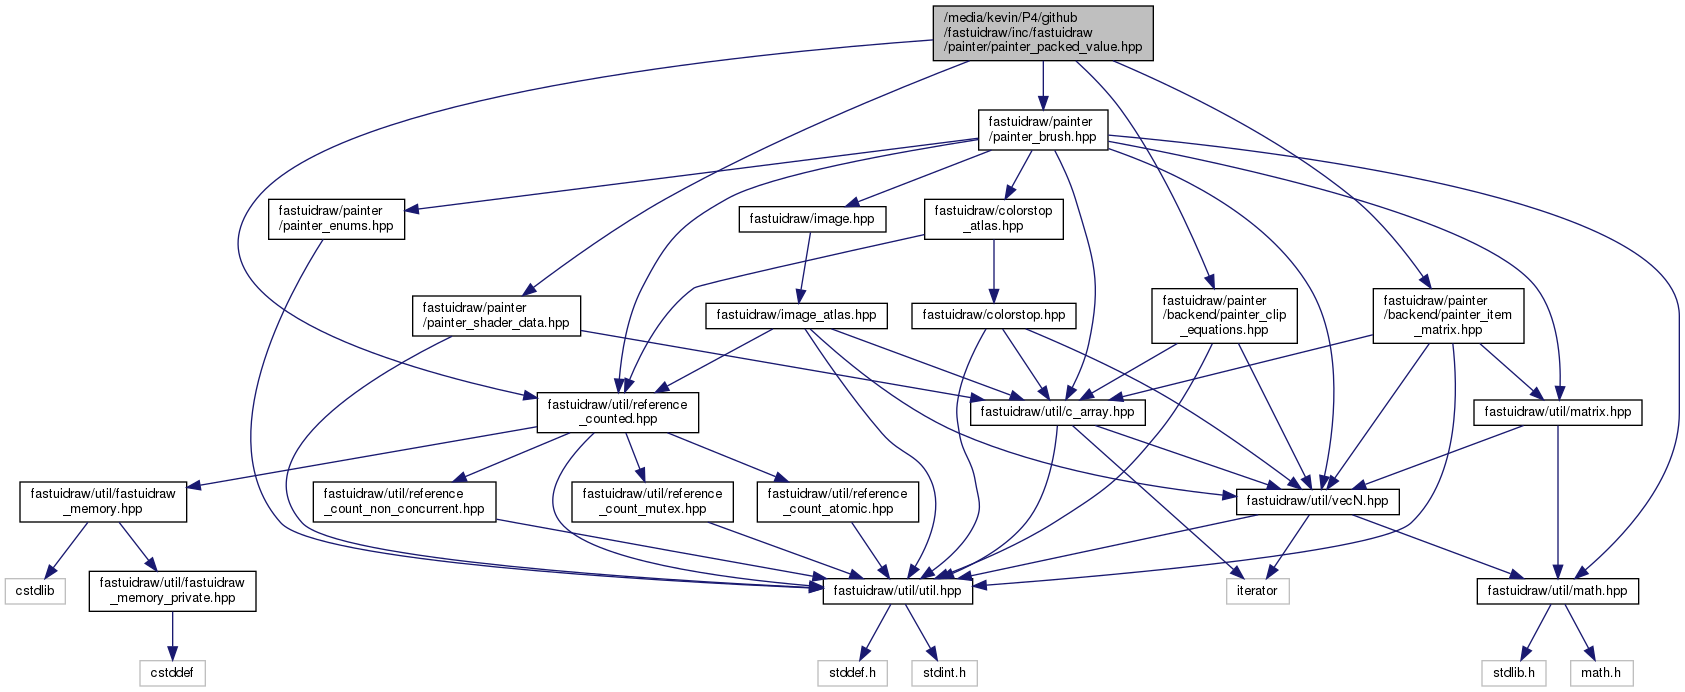 /media/kevin/P4/github
/fastuidraw/inc/fastuidraw
/painter/painter_packed_value.hpp
fastuidraw/painter
/painter_brush.hpp
fastuidraw/painter
/painter_enums.hpp
fastuidraw/image.hpp
fastuidraw/colorstop
_atlas.hpp
fastuidraw/painter
/painter_shader_data.hpp
fastuidraw/image_atlas.hpp
fastuidraw/colorstop.hpp
fastuidraw/painter
/backend/painter_clip
_equations.hpp
fastuidraw/painter
/backend/painter_item
_matrix.hpp
fastuidraw/util/reference
_counted.hpp
fastuidraw/util/c_array.hpp
fastuidraw/util/matrix.hpp
fastuidraw/util/fastuidraw
_memory.hpp
fastuidraw/util/reference
_count_non_concurrent.hpp
fastuidraw/util/reference
_count_mutex.hpp
fastuidraw/util/reference
_count_atomic.hpp
fastuidraw/util/vecN.hpp
cstdlib
fastuidraw/util/fastuidraw
_memory_private.hpp
fastuidraw/util/util.hpp
iterator
fastuidraw/util/math.hpp
cstddef
stddef.h
stdint.h
stdlib.h
math.h